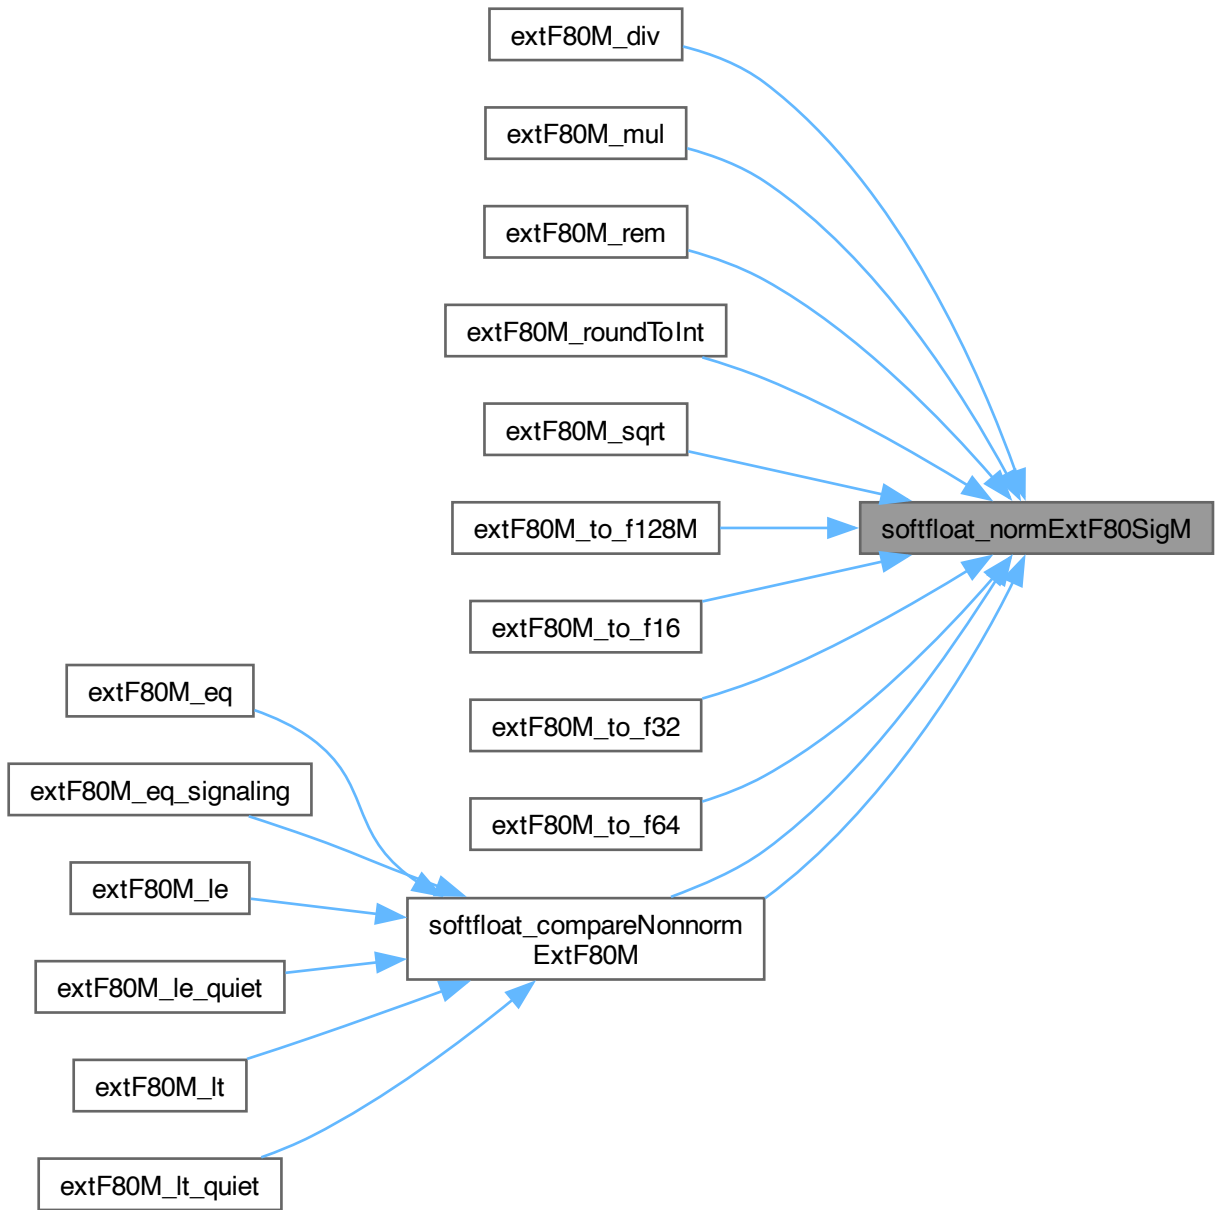 extF80M_div
extF80M_mul
extF80M_rem
extF80M_roundToInt
extF80M_sqrt
extF80M_to_f128M
softfloat_normExtF80SigM
extF80M_to_f16
extF80M_to_f32
extF80M_to_f64
extF80M_eq
extF80M_eq_signaling
extF80M_le
softfloat_compareNonnorm
ExtF80M
extF80M_le_quiet
extF80M_lt
extF80M_lt_quiet